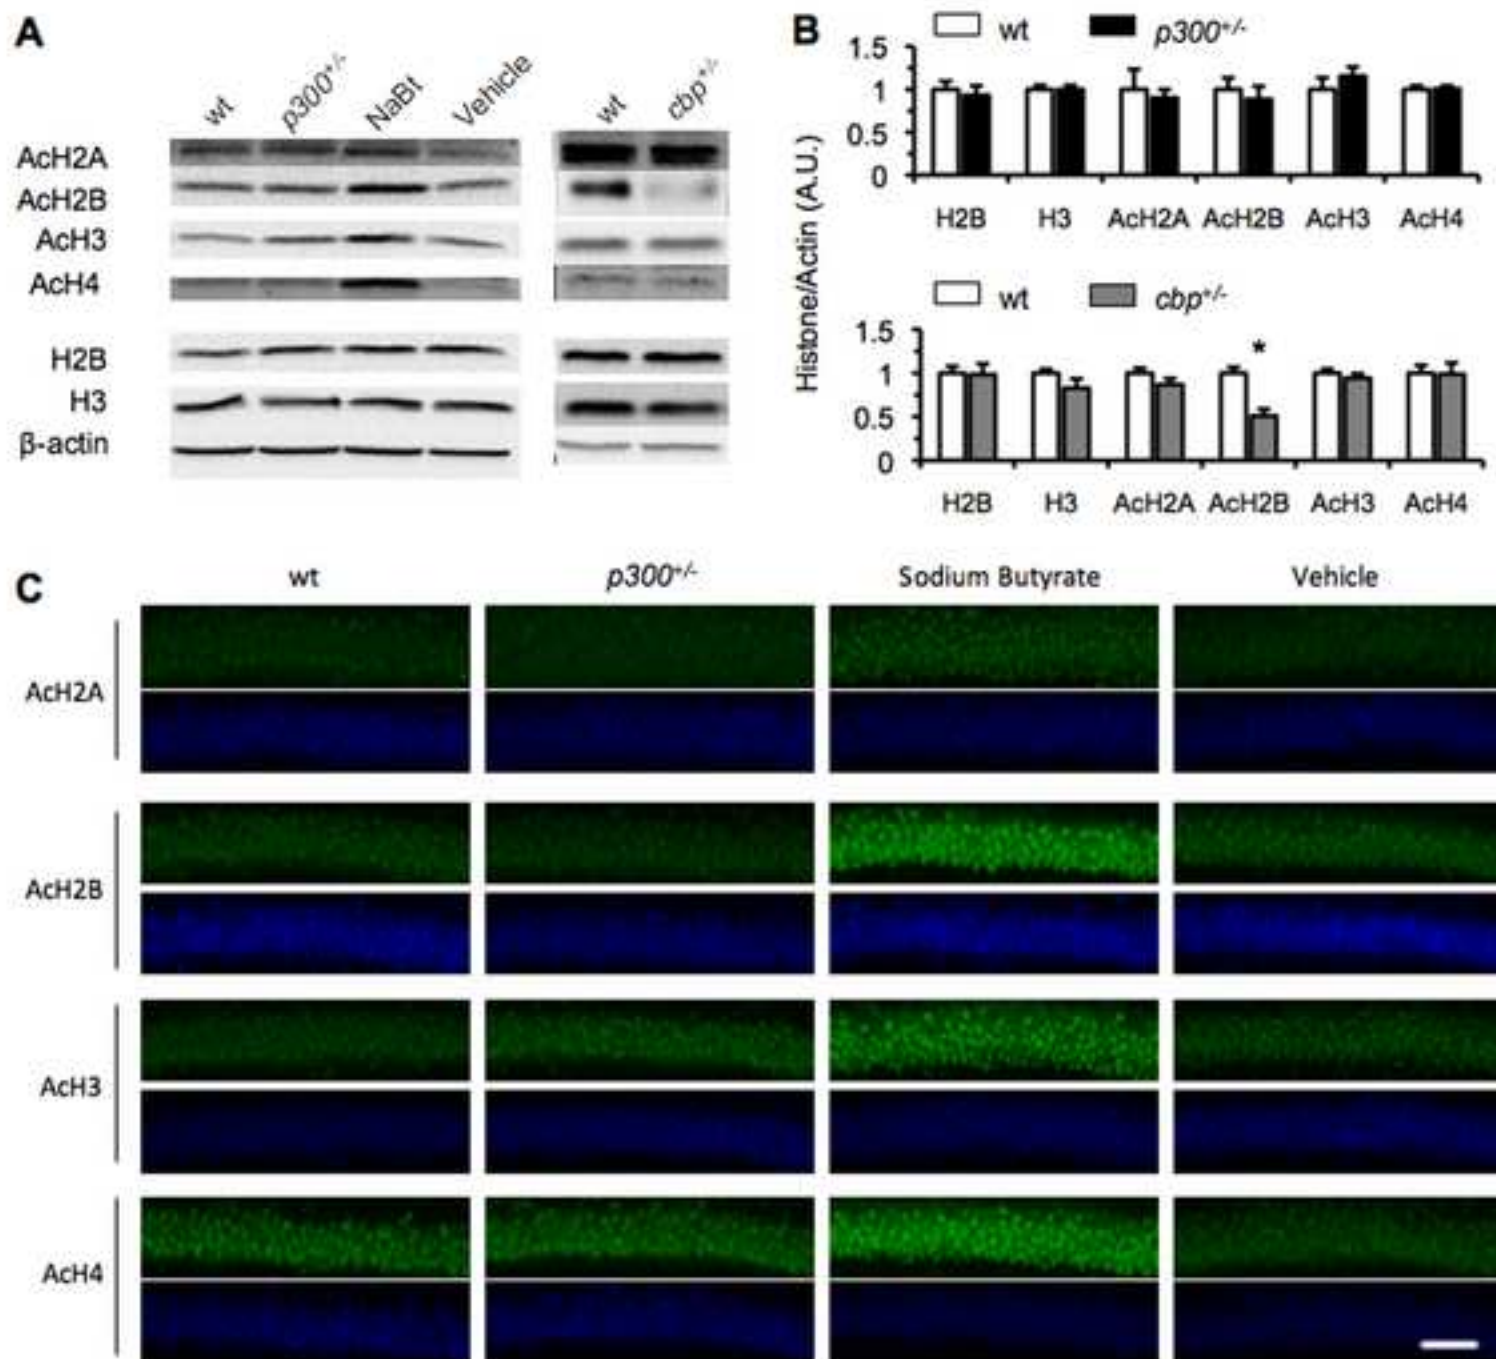 A
wt p300+/- NaBt Vehicle wt cbp+/-
AcH2A
AcH2B
AcH3
AcH4
H2B
H3
β-actin
B
wt p300+/-
Histone/Actin (A.U.)
1.5
1
0.5
0
H2B H3 AcH2A AcH2B AcH3 AcH4
wt cbp+/-
1.5
1
0.5
0
*
H2B H3 AcH2A AcH2B AcH3 AcH4
C
wt p300+/- Sodium Butyrate Vehicle
AcH2A
AcH2B
AcH3
AcH4